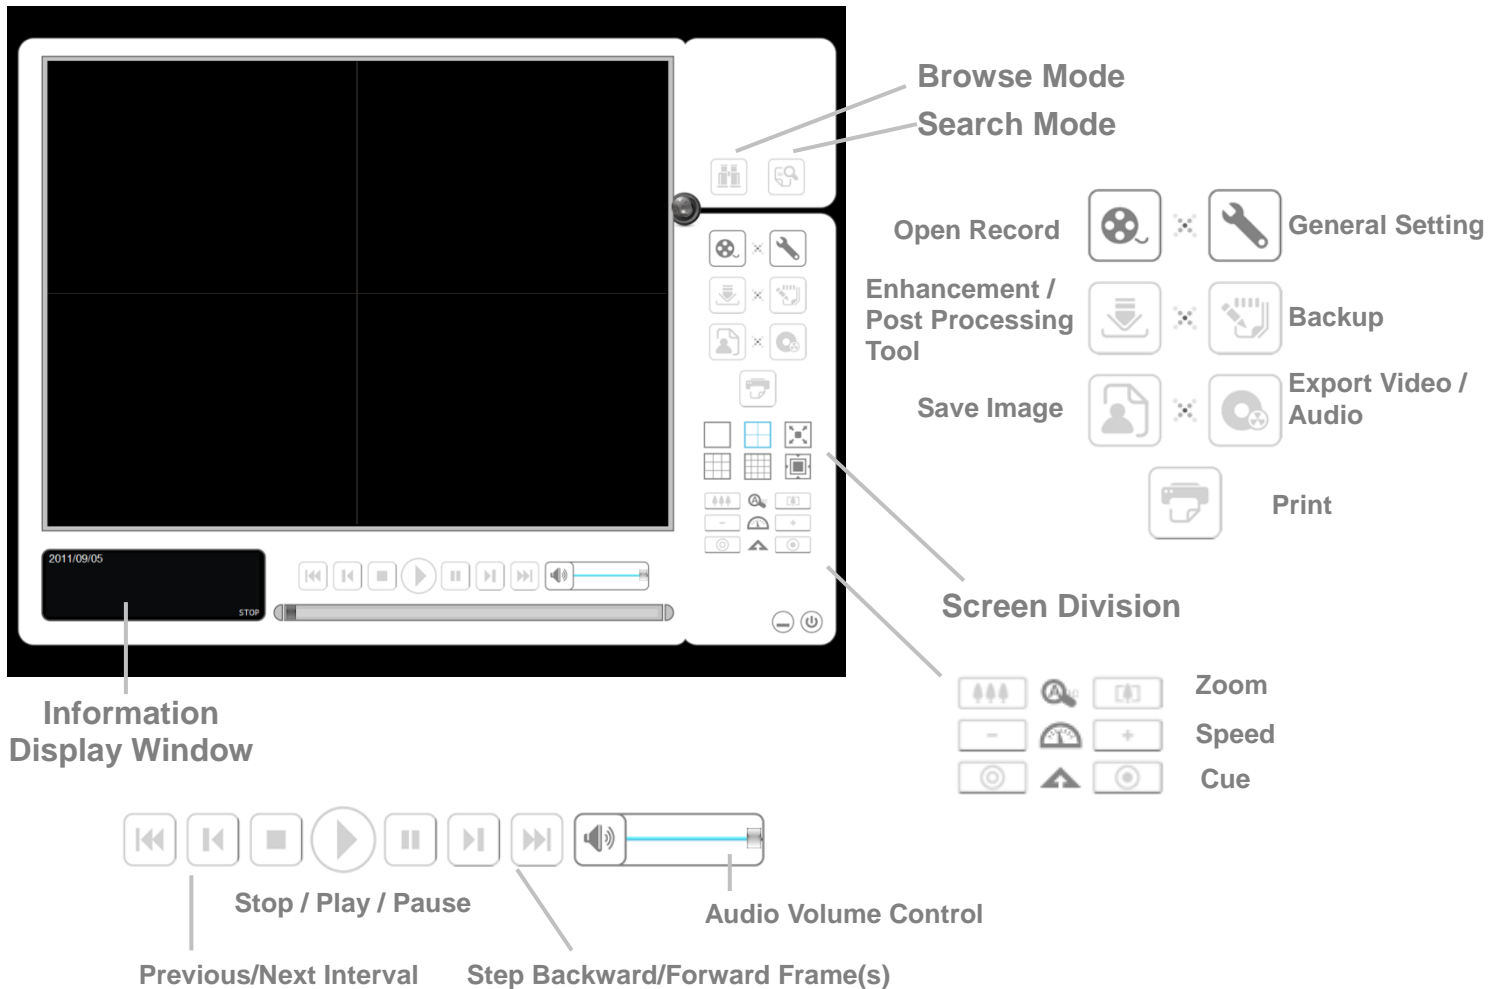 Browse Mode
Search Mode
Open Record
General Setting
Enhancement /
Post Processing
Tool
Backup
Save Image
Export Video /
Audio
Print
2011/09/05
STOP
Screen Division
Information
Display Window
Zoom
Speed
Cue
Stop / Play / Pause
Audio Volume Control
Previous/Next Interval
Step Backward/Forward Frame(s)